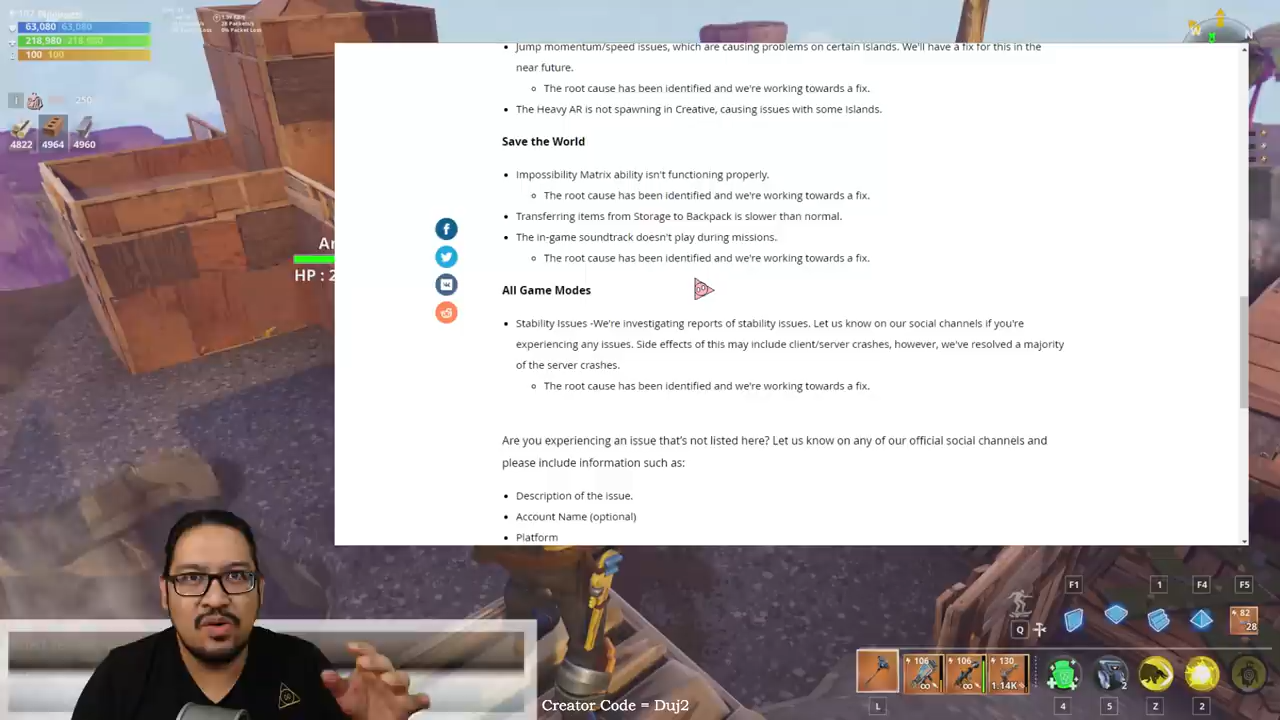 63,080 63,080
218,980 218,980
100 100
250
4822 4964 4960
HP : 2
W
N
• Jump momentum/speed issues, which are causing problems on certain Islands. We'll have a fix for this in the
near future.
The root cause has been identified and we're working towards a fix.
• The Heavy AR is not spawning in Creative, causing issues with some Islands.
Save the World
• Impossibility Matrix ability isn't functioning properly.
The root cause has been identified and we're working towards a fix.
• Transferring items from Storage to Backpack is slower than normal.
• The in-game soundtrack doesn't play during missions.
The root cause has been identified and we're working towards a fix.
All Game Modes
• Stability Issues -We're investigating reports of stability issues. Let us know on our social channels if you're
experiencing any issues. Side effects of this may include client/server crashes, however, we've resolved a majority
of the server crashes.
The root cause has been identified and we're working towards a fix.
Are you experiencing an issue that's not listed here? Let us know on any of our official social channels and
please include information such as:
• Description of the issue.
• Account Name (optional)
• Platform
F1 1 F4 F5
Q
82
28
106 106 130
1.14K
2
L 4 5 Z 2
Creator Code = Duj2